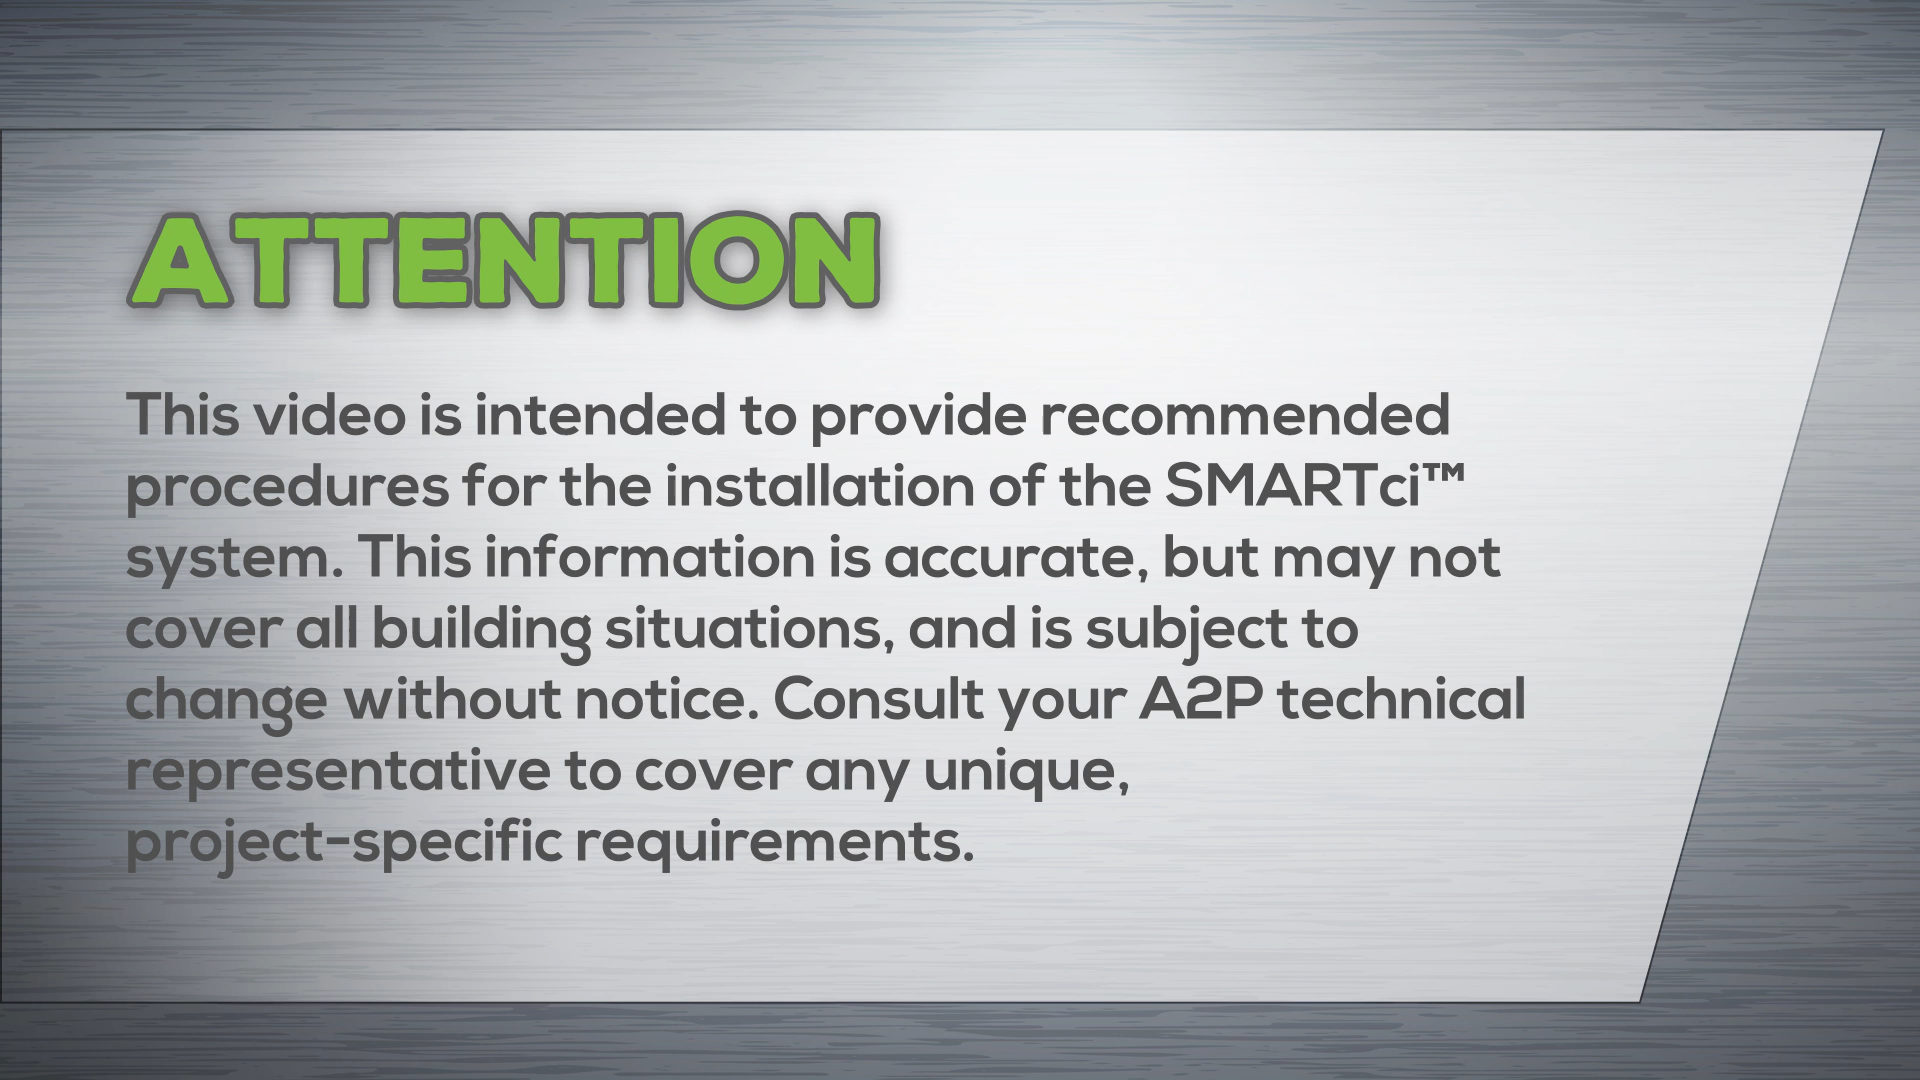 ATTENTION
This video is intended to provide recommended
procedures for the installation of the SMARTci™
system. This information is accurate, but may not
cover all building situations, and is subject to
change without notice. Consult your A2P technical
representative to cover any unique,
project-specific requirements.